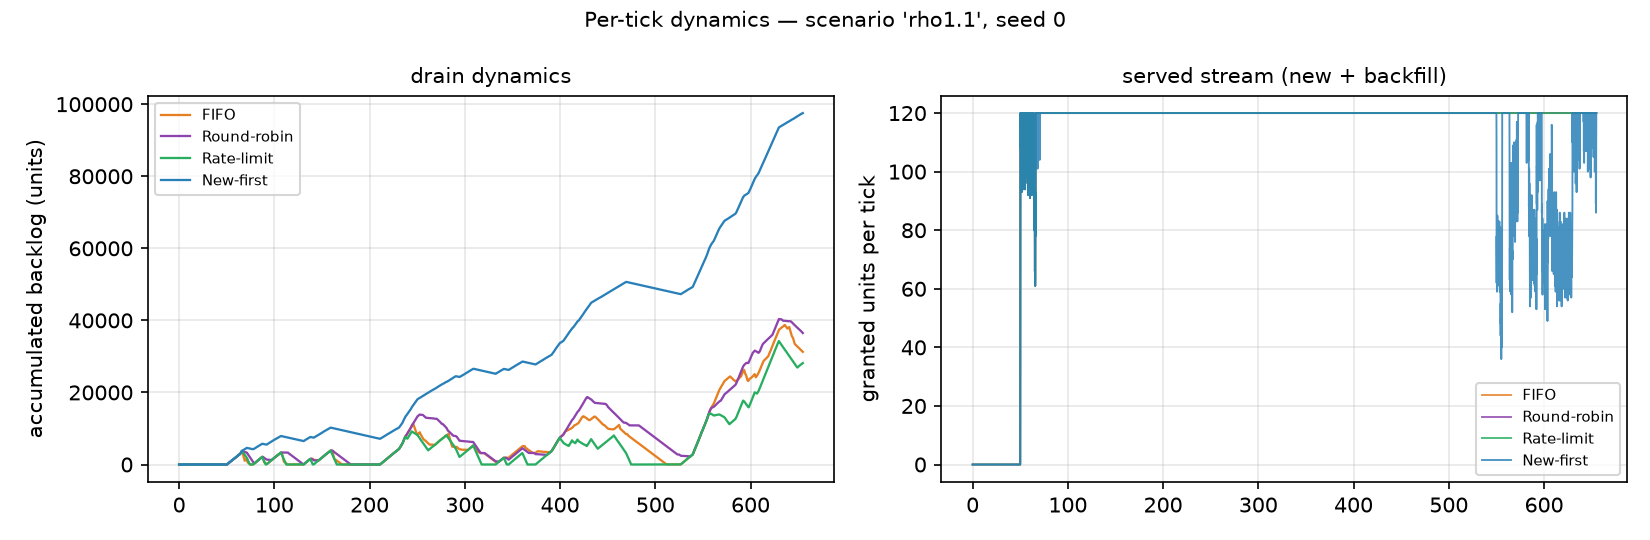 Per-tick dynamics — scenario 'rho1.1', seed 0
drain dynamics
accumulated backlog (units)
100000
80000
60000
40000
20000
0
FIFO
Round-robin
Rate-limit
New-first
0 100 200 300 400 500 600
served stream (new + backfill)
granted units per tick
120
100
80
60
40
20
0
FIFO
Round-robin
Rate-limit
New-first
0 100 200 300 400 500 600